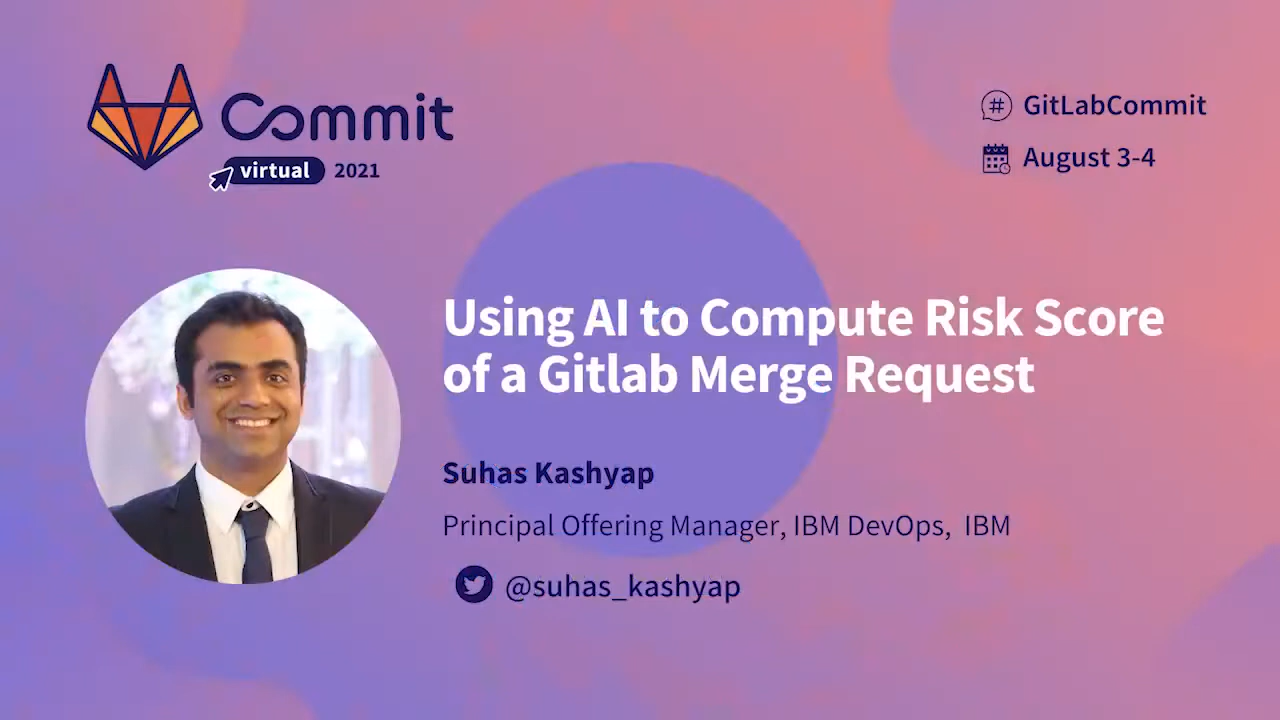 Commit
virtual 2021
# GitLabCommit
August 3-4
Using AI to Compute Risk Score
of a Gitlab Merge Request
Suhas Kashyap
Principal Offering Manager, IBM DevOps, IBM
@suhas_kashyap